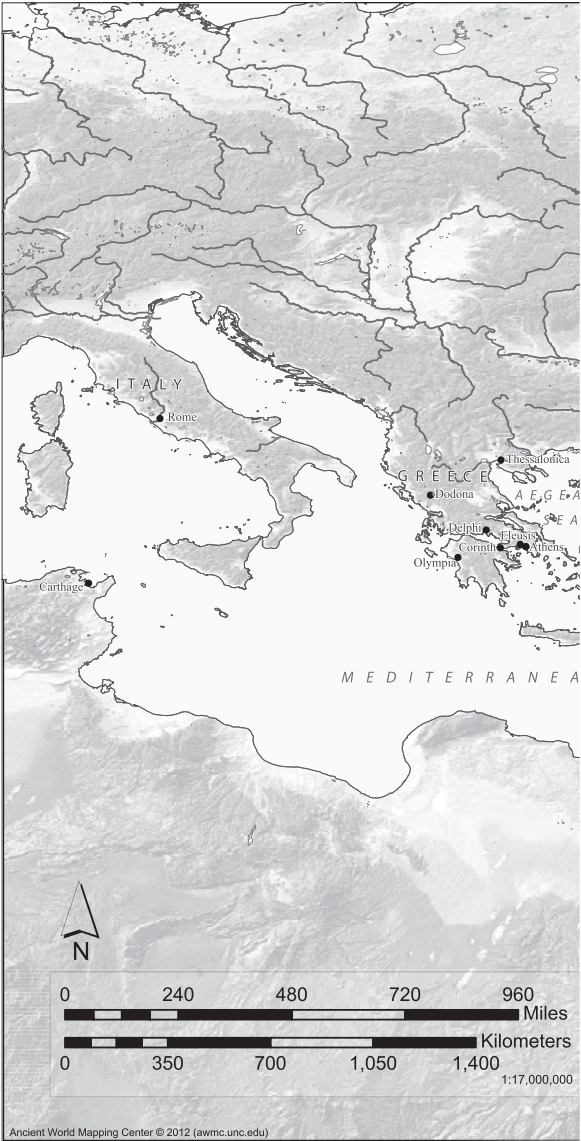 ITALY
Rome
Thessalonica
GREECE
Dodona
AEGEA
SEA
Delphi
Eleusis
Corinth
Athens
Olympia
Carthage
MEDITERRANEA
N
0 240 480 720 960
Miles
Kilometers
0 350 700 1,050 1,400
1:17,000,000
Ancient World Mapping Center © 2012 (awmc.unc.edu)